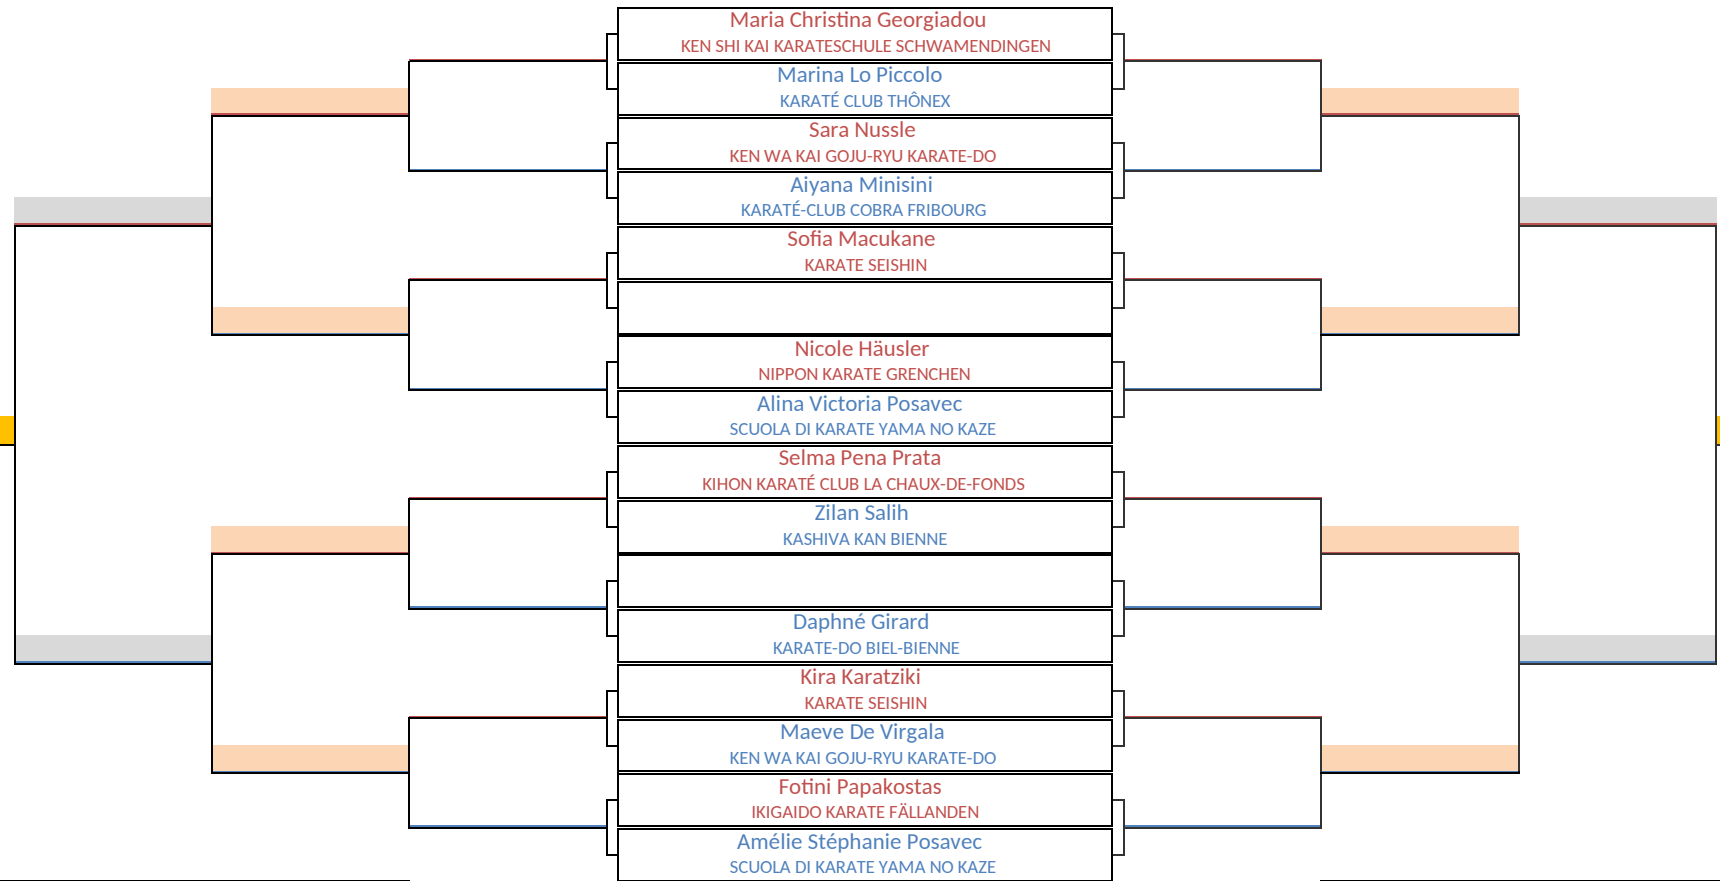 Maria Christina Georgiadou
KEN SHI KAI KARATESCHULE SCHWAMENDINGEN
Marina Lo Piccolo
KARATÉ CLUB THÔNEX
Sara Nussle
KEN WA KAI GOJU-RYU KARATE-DO
Aiyana Minisini
KARATÉ-CLUB COBRA FRIBOURG
Sofia Macukane
KARATE SEISHIN
Nicole Häusler
NIPPON KARATE GRENCHEN
Alina Victoria Posavec
SCUOLA DI KARATE YAMA NO KAZE
Selma Pena Prata
KIHON KARATÉ CLUB LA CHAUX-DE-FONDS
Zilan Salih
KASHIVA KAN BIENNE
Daphné Girard
KARATE-DO BIEL-BIENNE
Kira Karatziki
KARATE SEISHIN
Maeve De Virgala
KEN WA KAI GOJU-RYU KARATE-DO
Fotini Papakostas
IKIGAIDO KARATE FÄLLANDEN
Amélie Stéphanie Posavec
SCUOLA DI KARATE YAMA NO KAZE